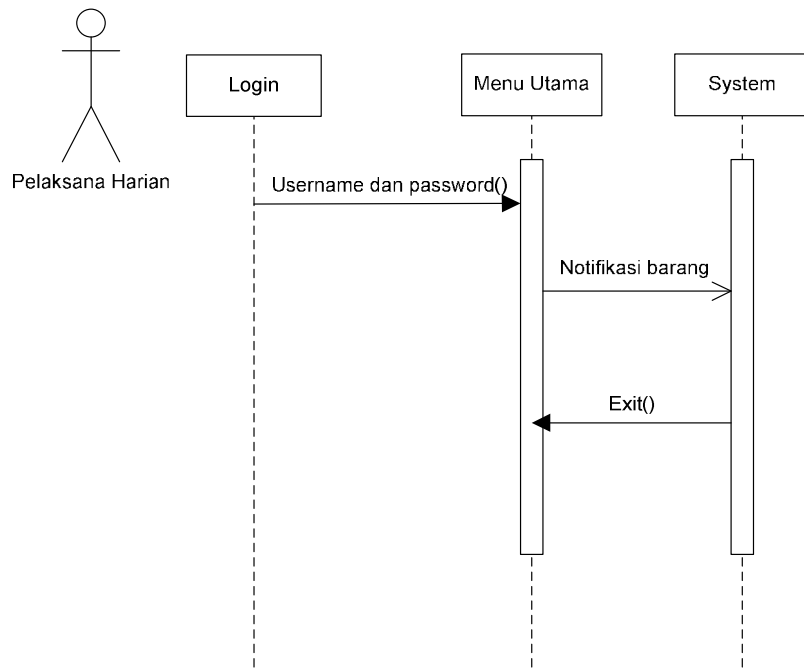 Login
Menu Utama
System
Pelaksana Harian
Username dan password()
Notifikasi barang
Exit()